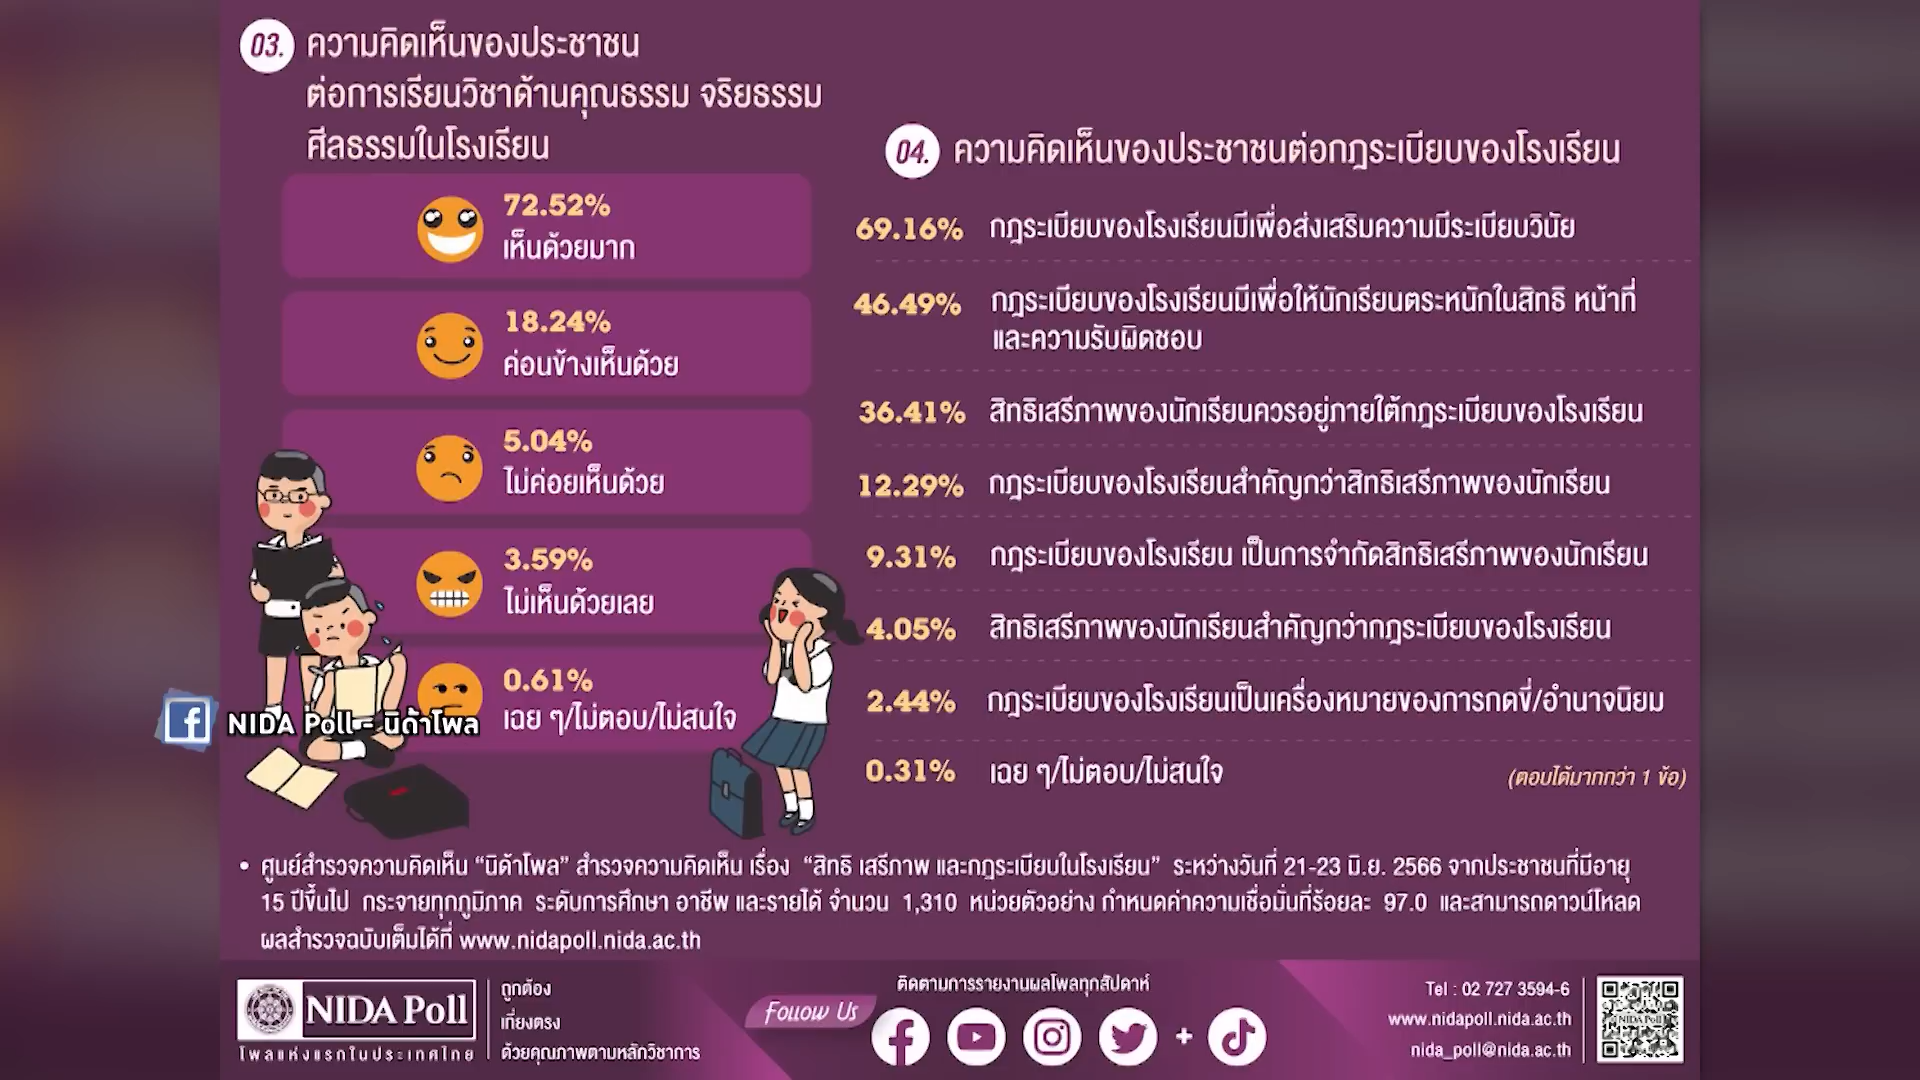 03. ความคิดเห็นของประชาชน
ต่อการเรียนวิชาด้านคุณธรรม จริยธรรม
ศีลธรรมในโรงเรียน
72.52%
เห็นด้วยมาก
18.24%
ค่อนข้างเห็นด้วย
5.04%
ไม่ค่อยเห็นด้วย
3.59%
ไม่เห็นด้วยเลย
0.61%
เฉย ๆ/ไม่ตอบ/ไม่สนใจ
NIDA Poll - นิด้าโพล
04. ความคิดเห็นของประชาชนต่อกฎระเบียบของโรงเรียน
69.16% กฎระเบียบของโรงเรียนมีเพื่อส่งเสริมความมีระเบียบวินัย
46.49% กฎระเบียบของโรงเรียนมีเพื่อให้นักเรียนตระหนักในสิทธิ หน้าที่
และความรับผิดชอบ
36.41% สิทธิเสรีภาพของนักเรียนควรอยู่ภายใต้กฎระเบียบของโรงเรียน
12.29% กฎระเบียบของโรงเรียนสำคัญกว่าสิทธิเสรีภาพของนักเรียน
9.31% กฎระเบียบของโรงเรียน เป็นการจำกัดสิทธิเสรีภาพของนักเรียน
4.05% สิทธิเสรีภาพของนักเรียนสำคัญกว่ากฎระเบียบของโรงเรียน
2.44% กฎระเบียบของโรงเรียนเป็นเครื่องหมายของการกดขี่/อำนาจนิยม
0.31% เฉย ๆ/ไม่ตอบ/ไม่สนใจ (ตอบได้มากกว่า 1 ข้อ)
• ศูนย์สำรวจความคิดเห็น “นิด้าโพล” สำรวจความคิดเห็น เรื่อง “สิทธิ เสรีภาพ และกฎระเบียบในโรงเรียน” ระหว่างวันที่ 21-23 มิ.ย. 2566 จากประชาชนที่มีอายุ
15 ปีขึ้นไป กระจายทุกภูมิภาค ระดับการศึกษา อาชีพ และรายได้ จำนวน 1,310 หน่วยตัวอย่าง กำหนดค่าความเชื่อมั่นที่ร้อยละ 97.0 และสามารถดาวน์โหลด
ผลสำรวจฉบับเต็มได้ที่ www.nidapoll.nida.ac.th
NIDA Poll
โพลแห่งแรกในประเทศไทย
ถูกต้อง
เที่ยงตรง
ด้วยคุณภาพตามหลักวิชาการ
ติดตามการรายงานผลโพลทุกสัปดาห์
Follow Us
+
Tel : 02 727 3594-6
www.nidapoll.nida.ac.th
nida_poll@nida.ac.th
NIDA Poll